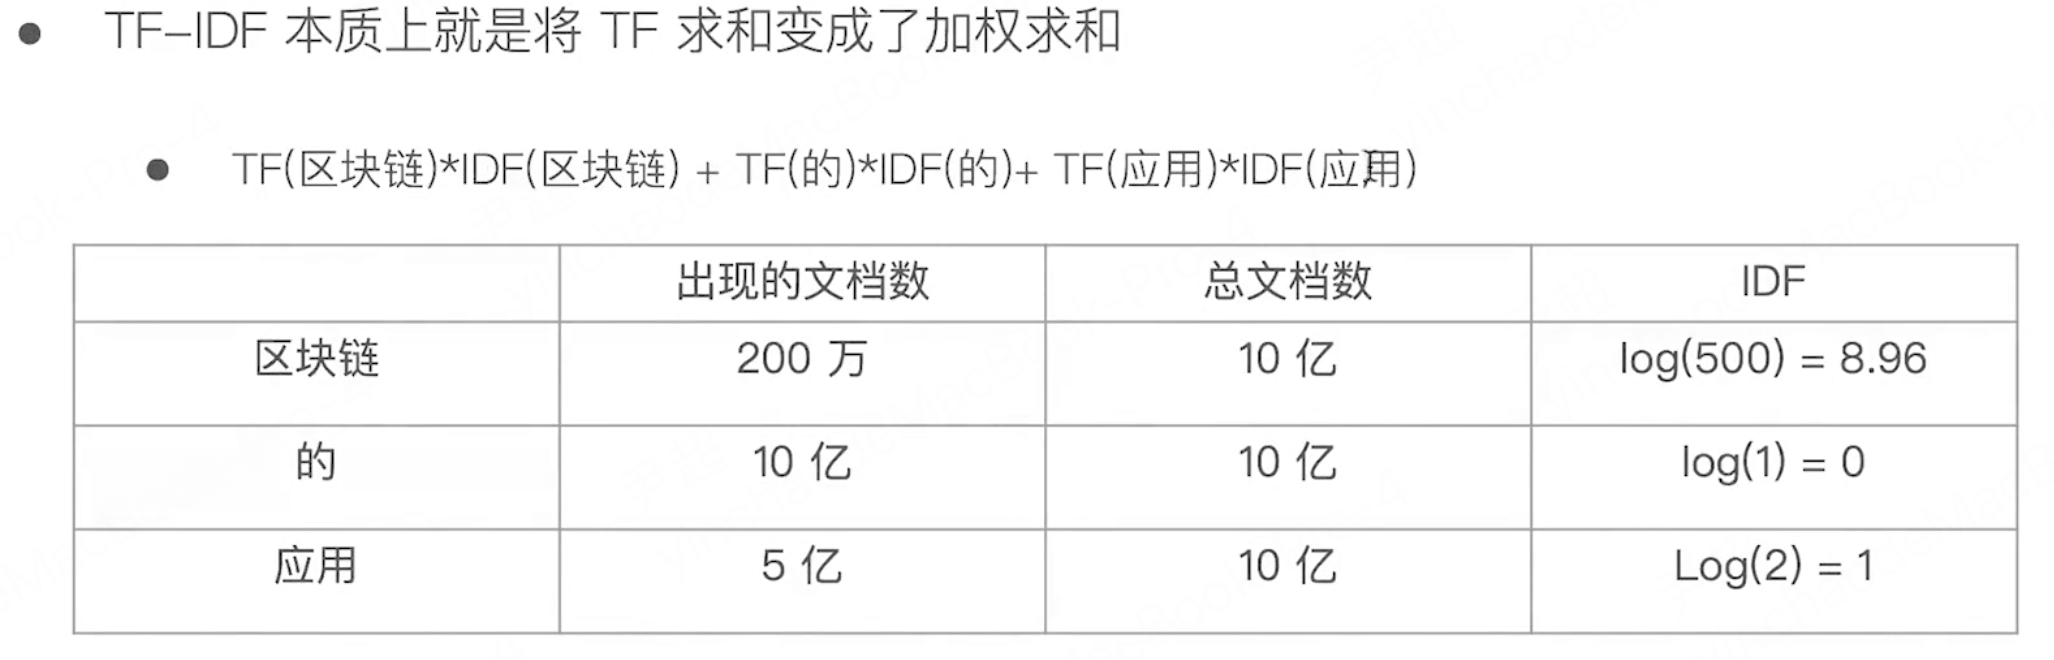 TF–IDF 本质上就是将 TF 求和变成了加权求和
TF(区块链)*IDF(区块链) + TF(的)*IDF(的)+ TF(应用)*IDF(应用)
出现的文档数 总文档数 IDF
区块链 200 万 10 亿 log(500) = 8.96
的 10 亿 10 亿 log(1) = 0
应用 5 亿 10 亿 Log(2) = 1